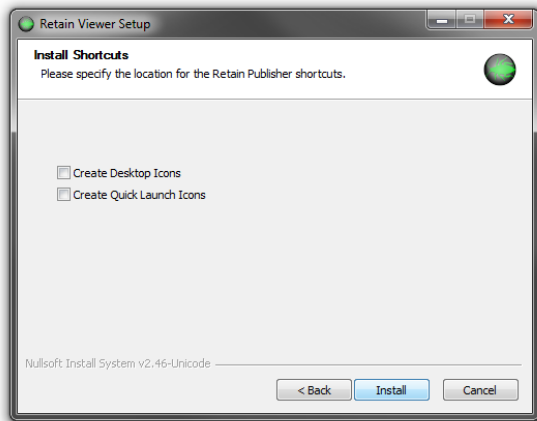 Retain Viewer Setup
Install Shortcuts
Please specify the location for the Retain Publisher shortcuts.
Create Desktop Icons
Create Quick Launch Icons
Nullsoft Install System v2.46-Unicode
< Back Install Cancel